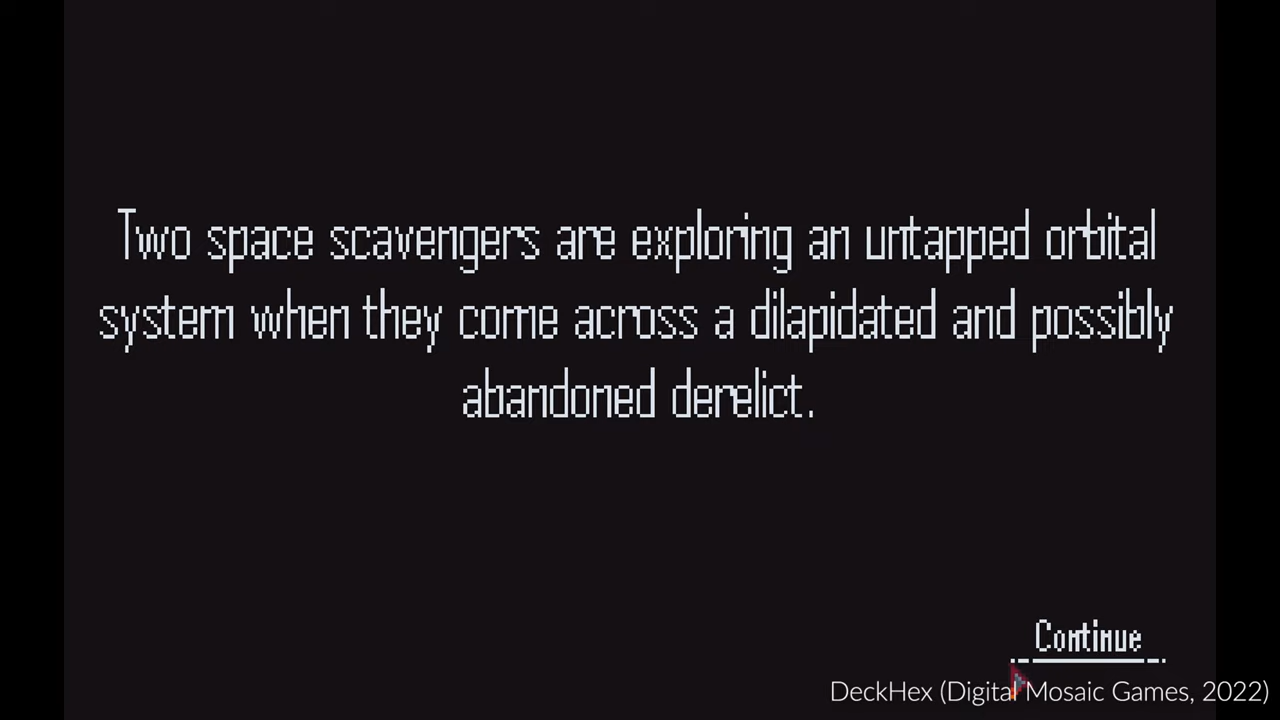 Two space scavengers are exploring an untapped orbital
system when they come across a dilapidated and possibly
abandoned derelict.
Continue
DeckHex (Digital Mosaic Games, 2022)